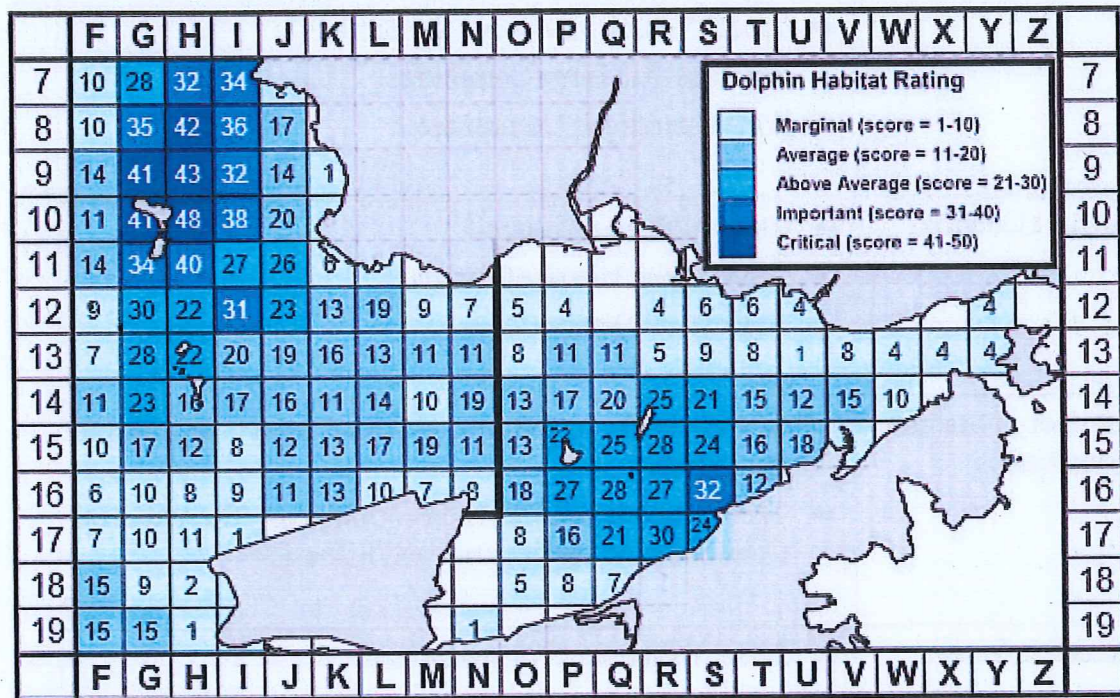 F G H I J K L M N O P Q R S T U V W X Y Z
7 10 28 32 34 7
Dolphin Habitat Rating
Marginal (score = 1-10)
Average (score = 11-20)
Above Average (score = 21-30)
Important (score = 31-40)
Critical (score = 41-50)
8 10 35 42 36 17 8
9 14 41 43 32 14 1 9
10 11 41 48 38 20 10
11 14 34 40 27 26 6 11
12 9 30 22 31 23 13 19 9 7 5 4 4 6 6 4 4 12
13 7 28 22 20 19 16 13 11 11 8 11 11 5 9 8 1 8 4 4 4 13
14 11 23 16 17 16 11 14 10 19 13 17 20 25 21 15 12 15 10 14
15 10 17 12 8 12 13 17 19 11 13 22 25 28 24 16 18 15
16 6 10 8 9 11 13 10 7 8 18 27 28 27 32 12 16
17 7 10 11 1 8 16 21 30 24 17
18 15 9 2 5 8 7 18
19 15 15 1 1 19
F G H I J K L M N O P Q R S T U V W X Y Z